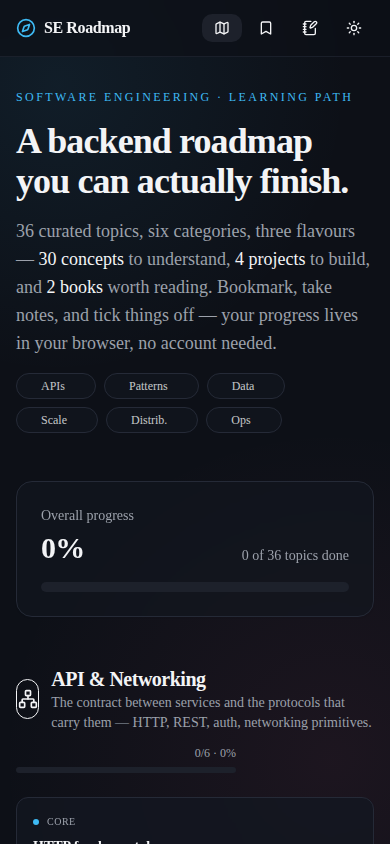 SE Roadmap
SOFTWARE ENGINEERING · LEARNING PATH
A backend roadmap
you can actually finish.
36 curated topics, six categories, three flavours
— 30 concepts to understand, 4 projects to build,
and 2 books worth reading. Bookmark, take
notes, and tick things off — your progress lives
in your browser, no account needed.
APIs Patterns Data
Scale Distrib. Ops
Overall progress
0% 0 of 36 topics done
API & Networking
The contract between services and the protocols that
carry them — HTTP, REST, auth, networking primitives.
0/6 · 0%
CORE